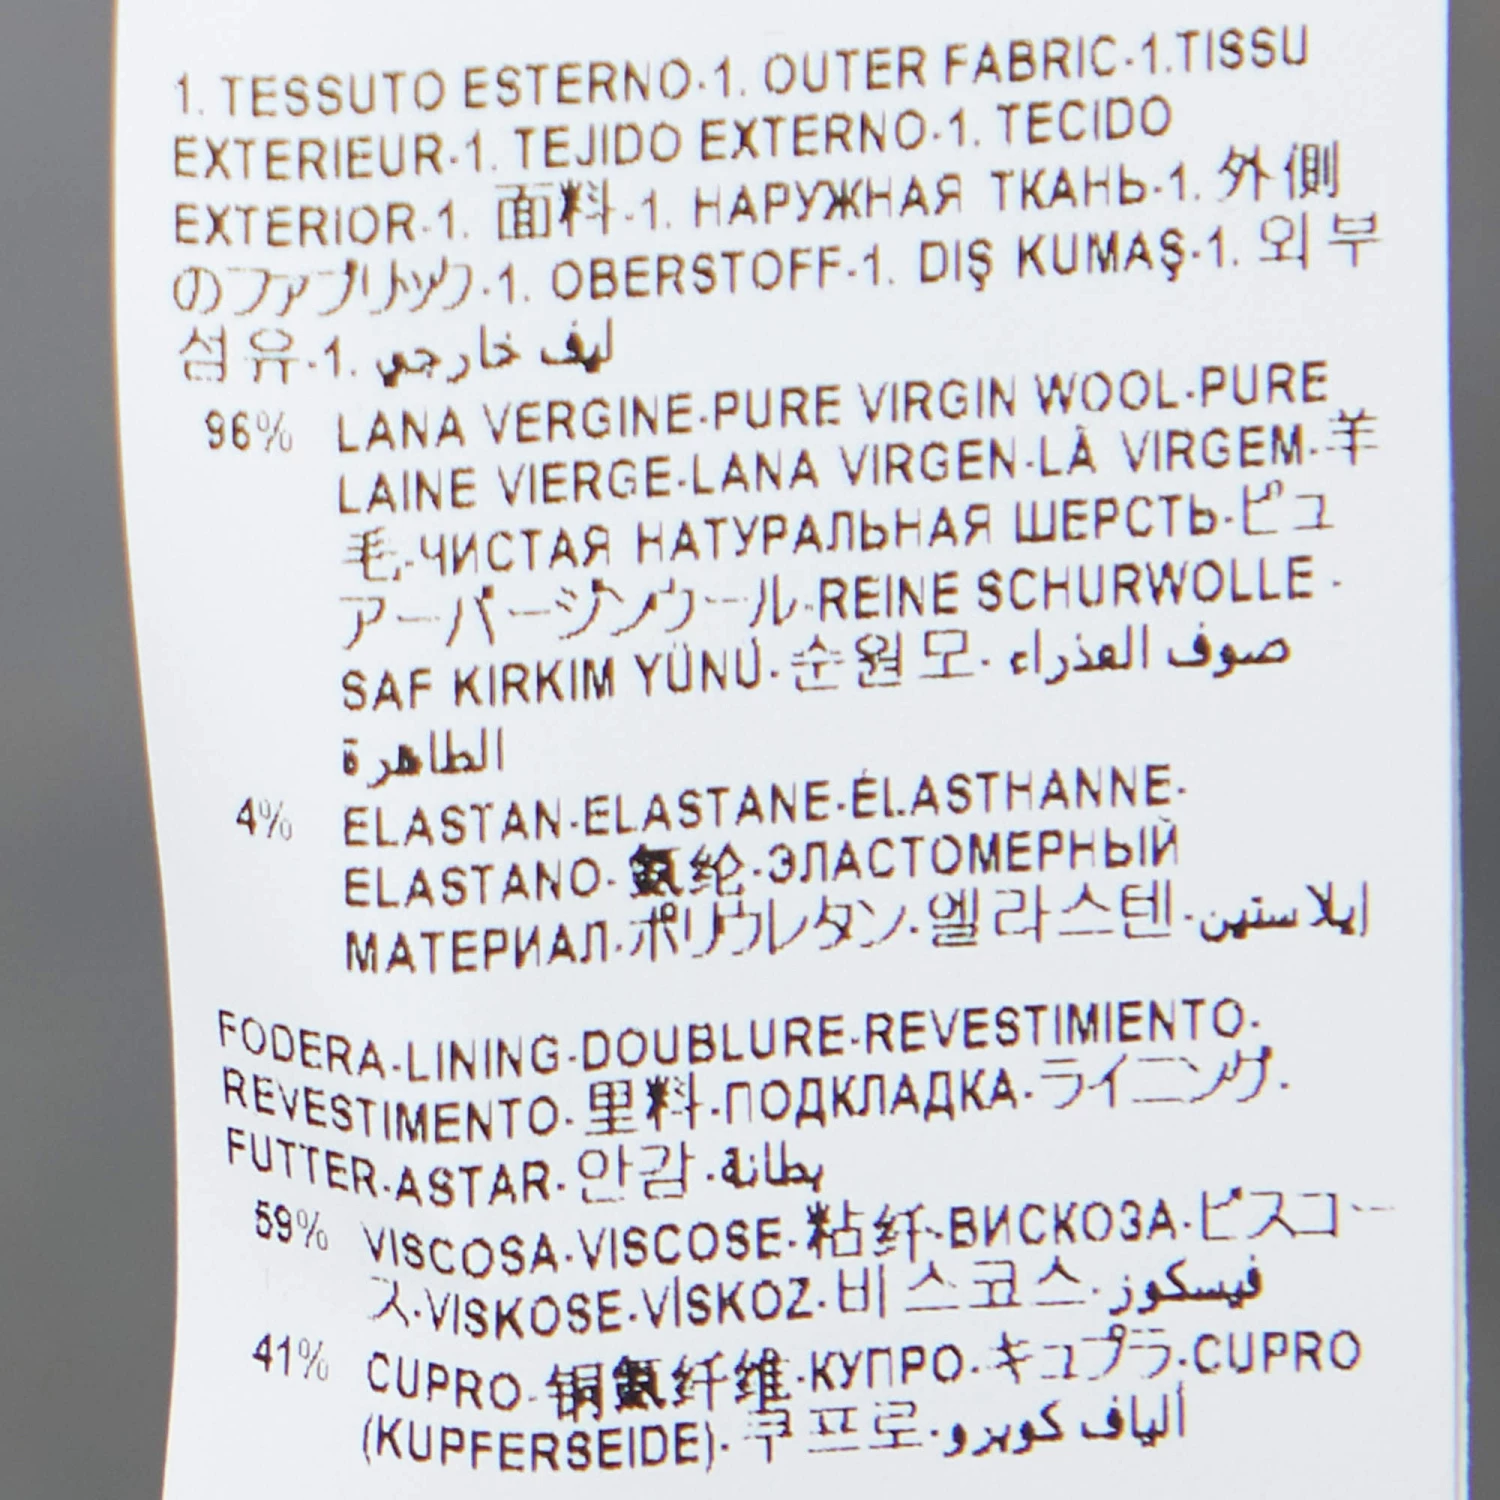 1. TESSUTO ESTERNO-1. OUTER FABRIC-1.TISSU
EXTERIEUR-1. TEJIDO EXTERNO-1. TECIDO
EXTERIOR-1. 面料-1. НАРУЖНАЯ ТКАНЬ-1. 外側
のファブリック-1. OBERSTOFF-1. DIŞ KUMAŞ-1. 외부
섬유-1. ليف خارجي
96% LANA VERGINE-PURE VIRGIN WOOL-PURE
LAINE VIERGE-LANA VIRGEN-LÃ VIRGEM-羊
毛-ЧИСТАЯ НАТУРАЛЬНАЯ ШЕРСТЬ-ピュ
アーバージンウール-REINE SCHURWOLLE-
SAF KIRKIM YÜNÜ-순원모-صوف العذراء
الطاهرة
4% ELASTAN-ELASTANE-ÉLASTHANNE-
ELASTANO-氨纶-ЭЛАСТОМЕРНЫЙ
МАТЕРИАЛ-ポリウレタン-엘라스텐-إيلاستين
FODERA-LINING-DOUBLURE-REVESTIMIENTO-
REVESTIMENTO-里料-ПОДКЛАДКА-ライニング-
FUTTER-ASTAR-안감-بطانة
59% VISCOSA-VISCOSE-粘纤-ВИСКОЗА-ビスコー
ス-VISKOSE-VİSKOZ-비스코스-فيسكوز
41% CUPRO-铜氨纤维-КУПРО-キュプラ-CUPRO
(KUPFERSEIDE)-쿠프로-ألياف كوبرو